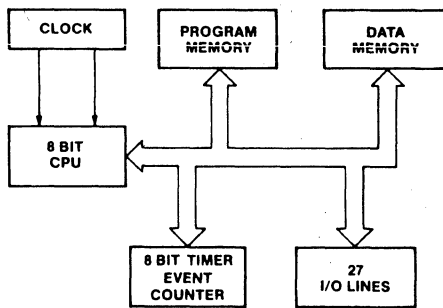 CLOCK
PROGRAM
MEMORY
DATA
MEMORY
8 BIT
CPU
8 BIT TIMER
EVENT
COUNTER
27
I/O LINES